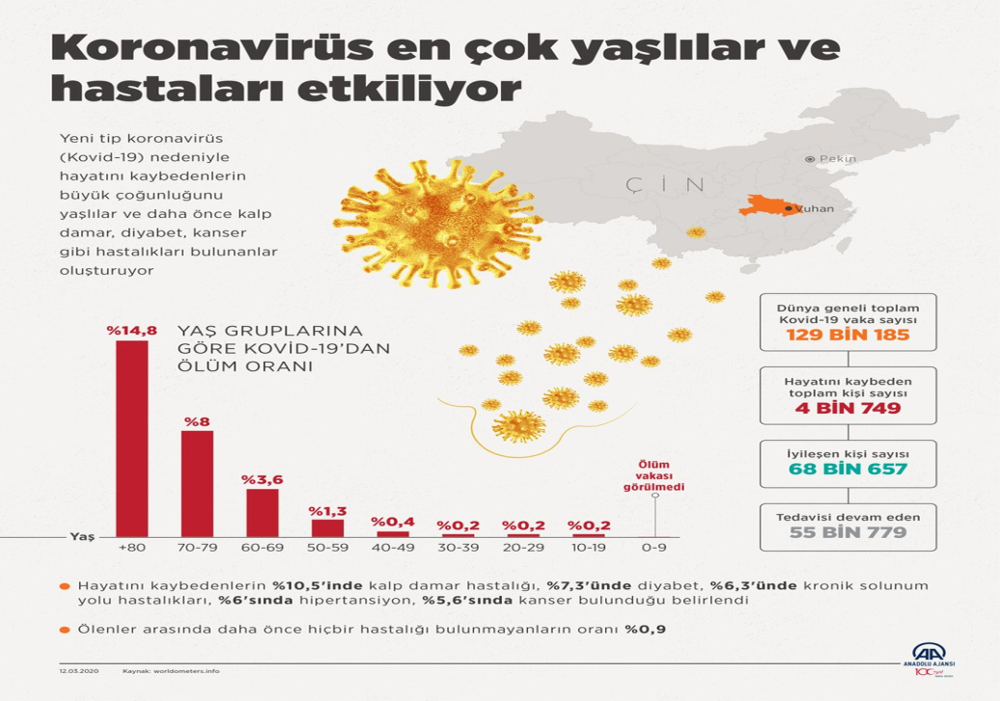 Koronavirüs en çok yaşlılar ve
hastaları etkiliyor
Yeni tip koronavirüs
(Kovid-19) nedeniyle
hayatını kaybedenlerin
büyük çoğunluğunu
yaşlılar ve daha önce kalp
damar, diyabet, kanser
gibi hastalıkları bulunanlar
oluşturuyor
ÇİN
Pekin
Vuhan
YAŞ GRUPLARINA
GÖRE KOVİD-19'DAN
ÖLÜM ORANI
%14,8
%8
%3,6
%1,3
%0,4
%0,2
%0,2
%0,2
Ölüm
vakası
görülmedi
Yaş
+80
70-79
60-69
50-59
40-49
30-39
20-29
10-19
0-9
Dünya geneli toplam
Kovid-19 vaka sayısı
129 BİN 185
Hayatını kaybeden
toplam kişi sayısı
4 BİN 749
İyileşen kişi sayısı
68 BİN 657
Tedavisi devam eden
55 BİN 779
Hayatını kaybedenlerin %10,5'inde kalp damar hastalığı, %7,3'ünde diyabet, %6,3'ünde kronik solunum
yolu hastalıkları, %6'sında hipertansiyon, %5,6'sında kanser bulunduğu belirlendi
Ölenler arasında daha önce hiçbir hastalığı bulunmayanların oranı %0,9
12.03.2020
Kaynak: worldometers.info
AA
ANADOLU AJANSI
100